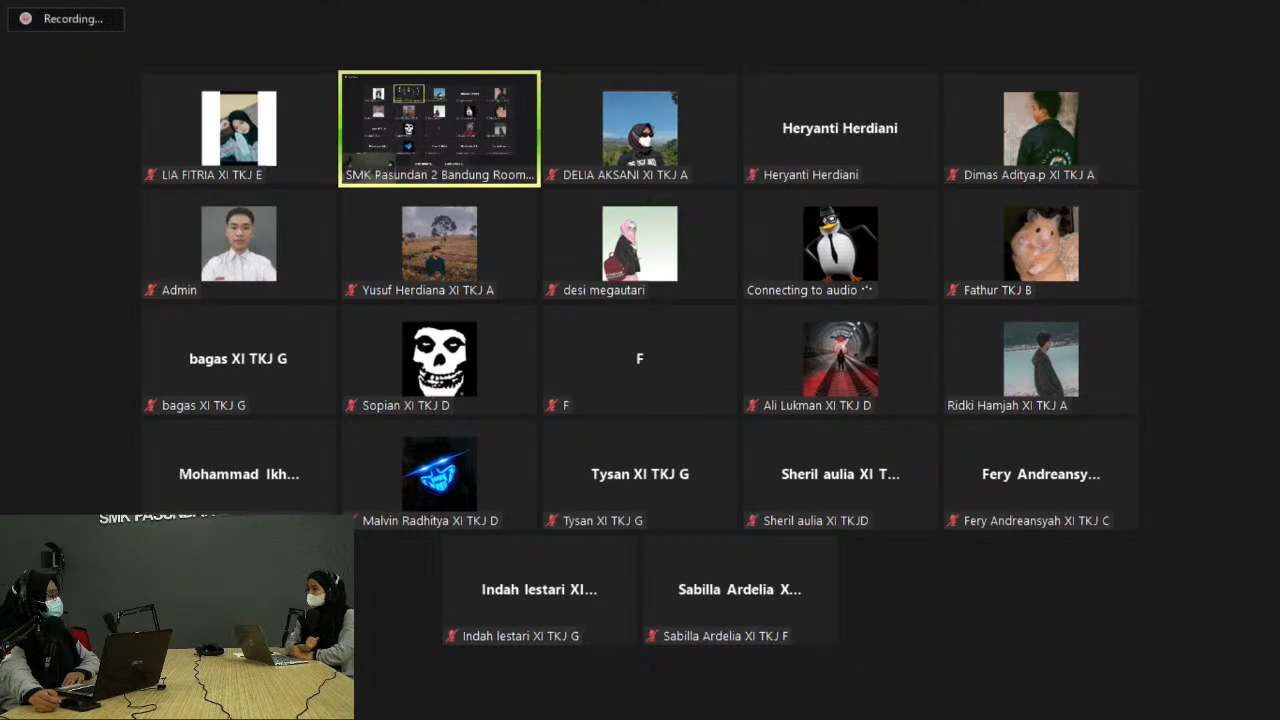 Recording...
LIA FITRIA XI TKJ E
SMK Pasundan 2 Bandung Room...
DELIA AKSANI XI TKJ A
Heryanti Herdiani
Heryanti Herdiani
Dimas Aditya.p XI TKJ A
Admin
Yusuf Herdiana XI TKJ A
desi megautari
Connecting to audio
Fathur TKJ B
bagas XI TKJ G
bagas XI TKJ G
Sopian XI TKJ D
F
F
Ali Lukman XI TKJ D
Ridki Hamjah XI TKJ A
Mohammad Ikh...
Malvin Radhitya XI TKJ D
Tysan XI TKJ G
Tysan XI TKJ G
Sheril aulia XI T...
Sheril aulia XI TKJD
Fery Andreansy...
Fery Andreansyah XI TKJ C
SMK PASUNDAN
Indah lestari XI...
Indah lestari XI TKJ G
Sabilla Ardelia X...
Sabilla Ardelia XI TKJ F